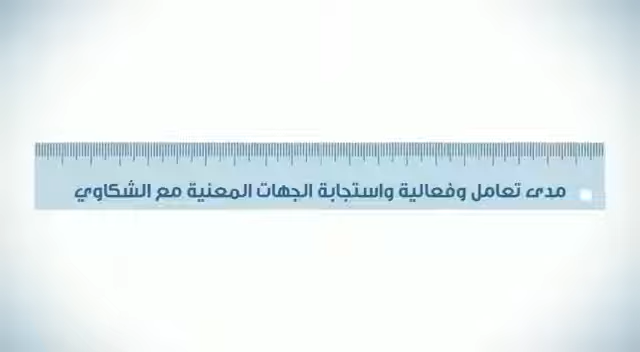 مدى تعامل وفعالية واستجابة الجهات المعنية مع الشكاوي